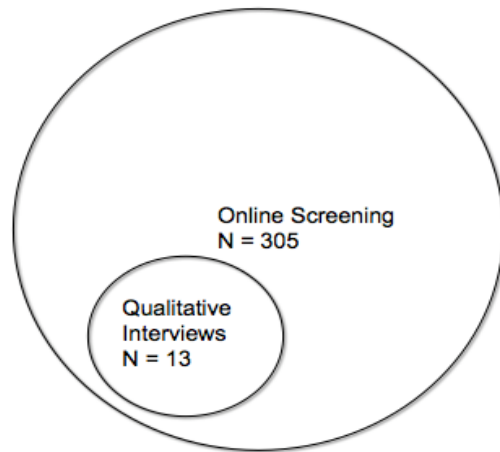 Online Screening
N = 305
Qualitative
Interviews
N = 13